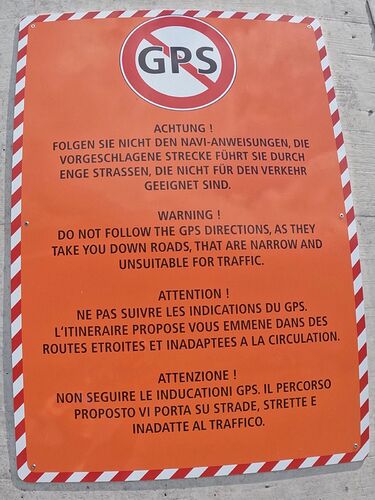 GPS
ACHTUNG !
FOLGEN SIE NICHT DEN NAVI-ANWEISUNGEN, DIE
VORGESCHLAGENE STRECKE FÜHRT SIE DURCH
ENGE STRASSEN, DIE NICHT FÜR DEN VERKEHR
GEEIGNET SIND.
WARNING !
DO NOT FOLLOW THE GPS DIRECTIONS, AS THEY
TAKE YOU DOWN ROADS, THAT ARE NARROW AND
UNSUITABLE FOR TRAFFIC.
ATTENTION !
NE PAS SUIVRE LES INDICATIONS DU GPS.
L'ITINERAIRE PROPOSE VOUS EMMENE DANS DES
ROUTES ETROITES ET INADAPTEES A LA CIRCULATION.
ATTENZIONE !
NON SEGUIRE LE INDUCATIONI GPS. IL PERCORSO
PROPOSTO VI PORTA SU STRADE, STRETTE E
INADATTE AL TRAFFICO.